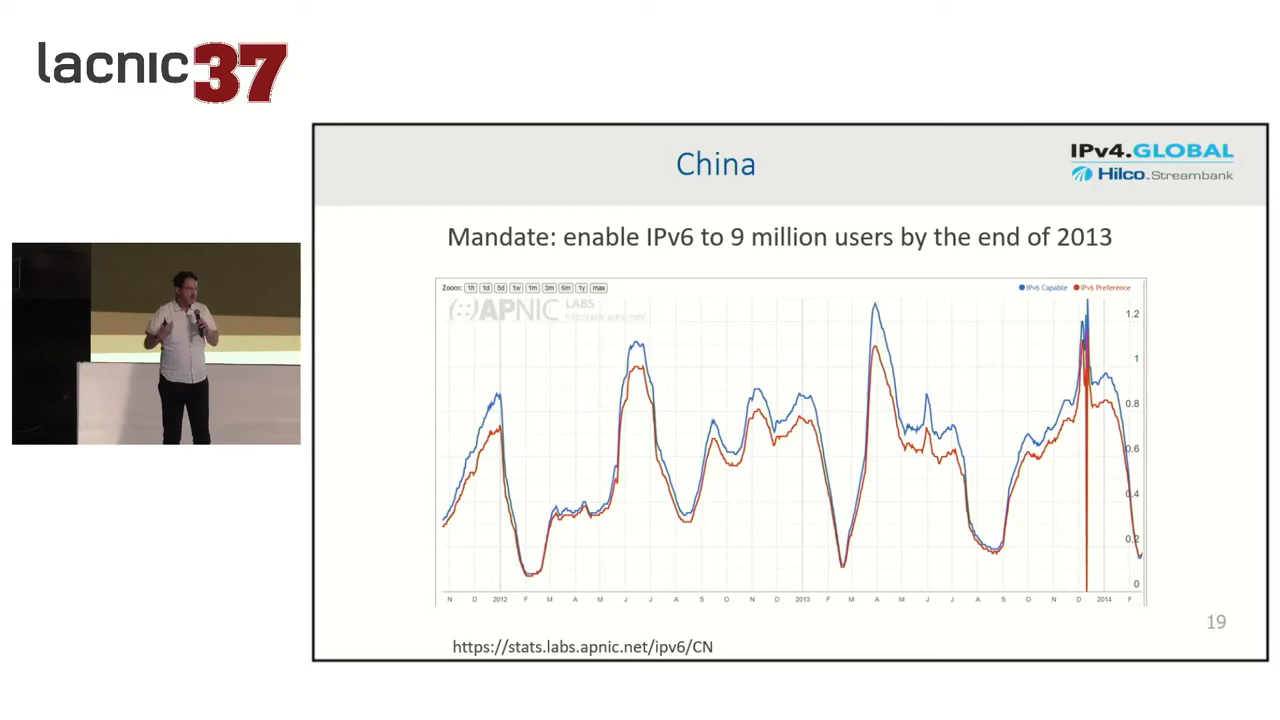 lacnic 37
China
IPv4.GLOBAL
Hilco Streambank
Mandate: enable IPv6 to 9 million users by the end of 2013
Zoom: 1h 1d 5d 1w 1m 3m 6m 1y max
IPv6 Capable IPv6 Preference
(::) APNIC LABS
1.2
1
0.8
0.6
0.4
0.2
0
N D 2012 F M A M J J A S O N D 2013 F M A M J J A S O N D 2014 F
19
https://stats.labs.apnic.net/ipv6/CN